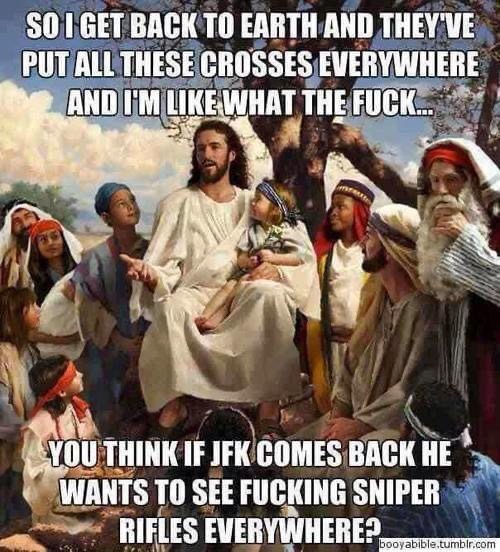 SO I GET BACK TO EARTH AND THEY'VE
PUT ALL THESE CROSSES EVERYWHERE
AND I'M LIKE WHAT THE FUCK...
YOU THINK IF JFK COMES BACK HE
WANTS TO SEE FUCKING SNIPER
RIFLES EVERYWHERE?
booyabible.tumblr.com